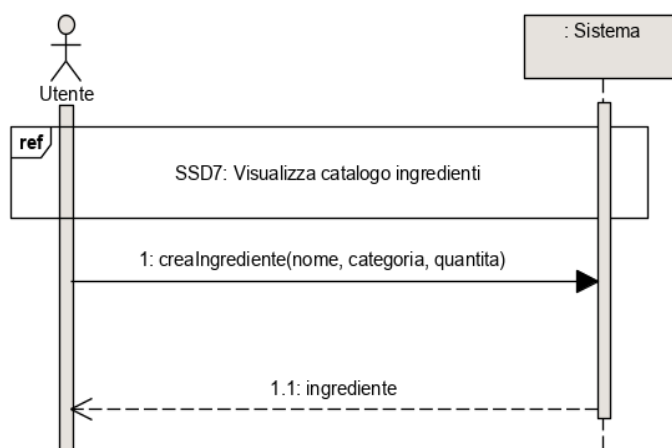 : Sistema
Utente
ref
SSD7: Visualizza catalogo ingredienti
1: creaIngrediente(nome, categoria, quantita)
1.1: ingrediente